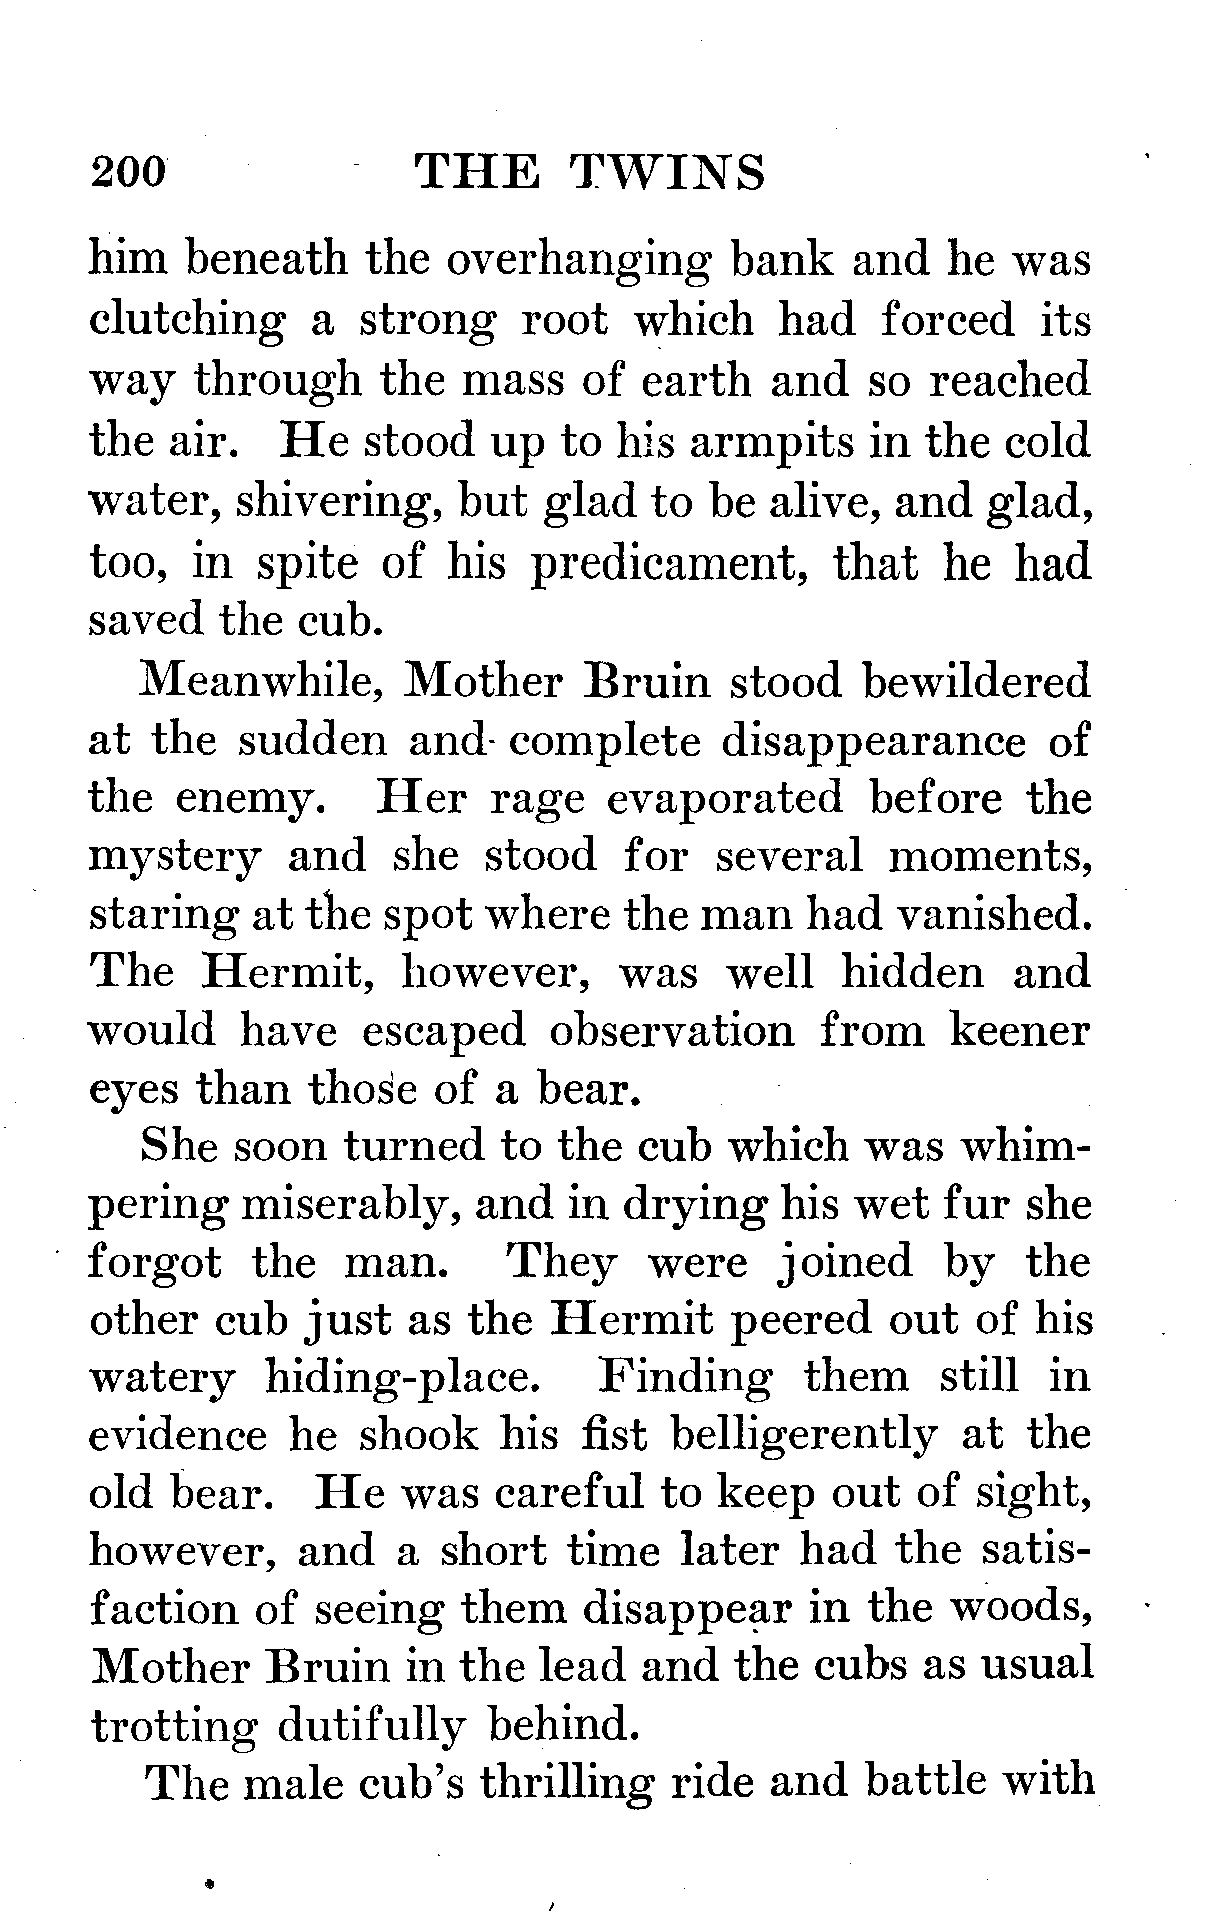 200 THE TWINS
him beneath the overhanging bank and he was
clutching a strong root which had forced its
way through the mass of earth and so reached
the air. He stood up to his armpits in the cold
water, shivering, but glad to be alive, and glad,
too, in spite of his predicament, that he had
saved the cub.
Meanwhile, Mother Bruin stood bewildered
at the sudden and complete disappearance of
the enemy. Her rage evaporated before the
mystery and she stood for several moments,
staring at the spot where the man had vanished.
The Hermit, however, was well hidden and
would have escaped observation from keener
eyes than those of a bear.
She soon turned to the cub which was whim-
pering miserably, and in drying his wet fur she
forgot the man. They were joined by the
other cub just as the Hermit peered out of his
watery hiding-place. Finding them still in
evidence he shook his fist belligerently at the
old bear. He was careful to keep out of sight,
however, and a short time later had the satis-
faction of seeing them disappear in the woods,
Mother Bruin in the lead and the cubs as usual
trotting dutifully behind.
The male cub's thrilling ride and battle with